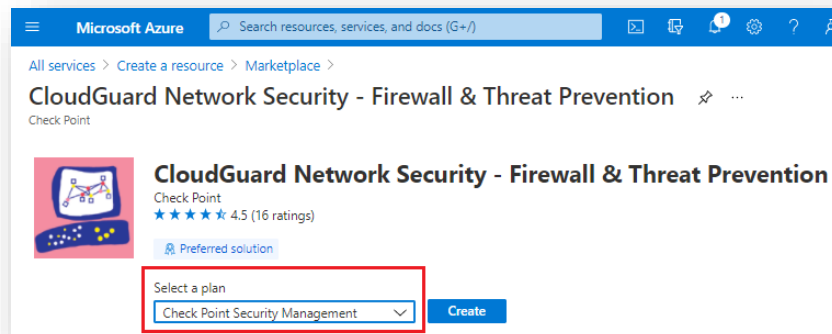 Microsoft Azure
Search resources, services, and docs (G+/)
1
All services > Create a resource > Marketplace >
CloudGuard Network Security - Firewall & Threat Prevention
Check Point
CloudGuard Network Security - Firewall & Threat Prevention
Check Point
4.5 (16 ratings)
Preferred solution
Select a plan
Check Point Security Management
Create